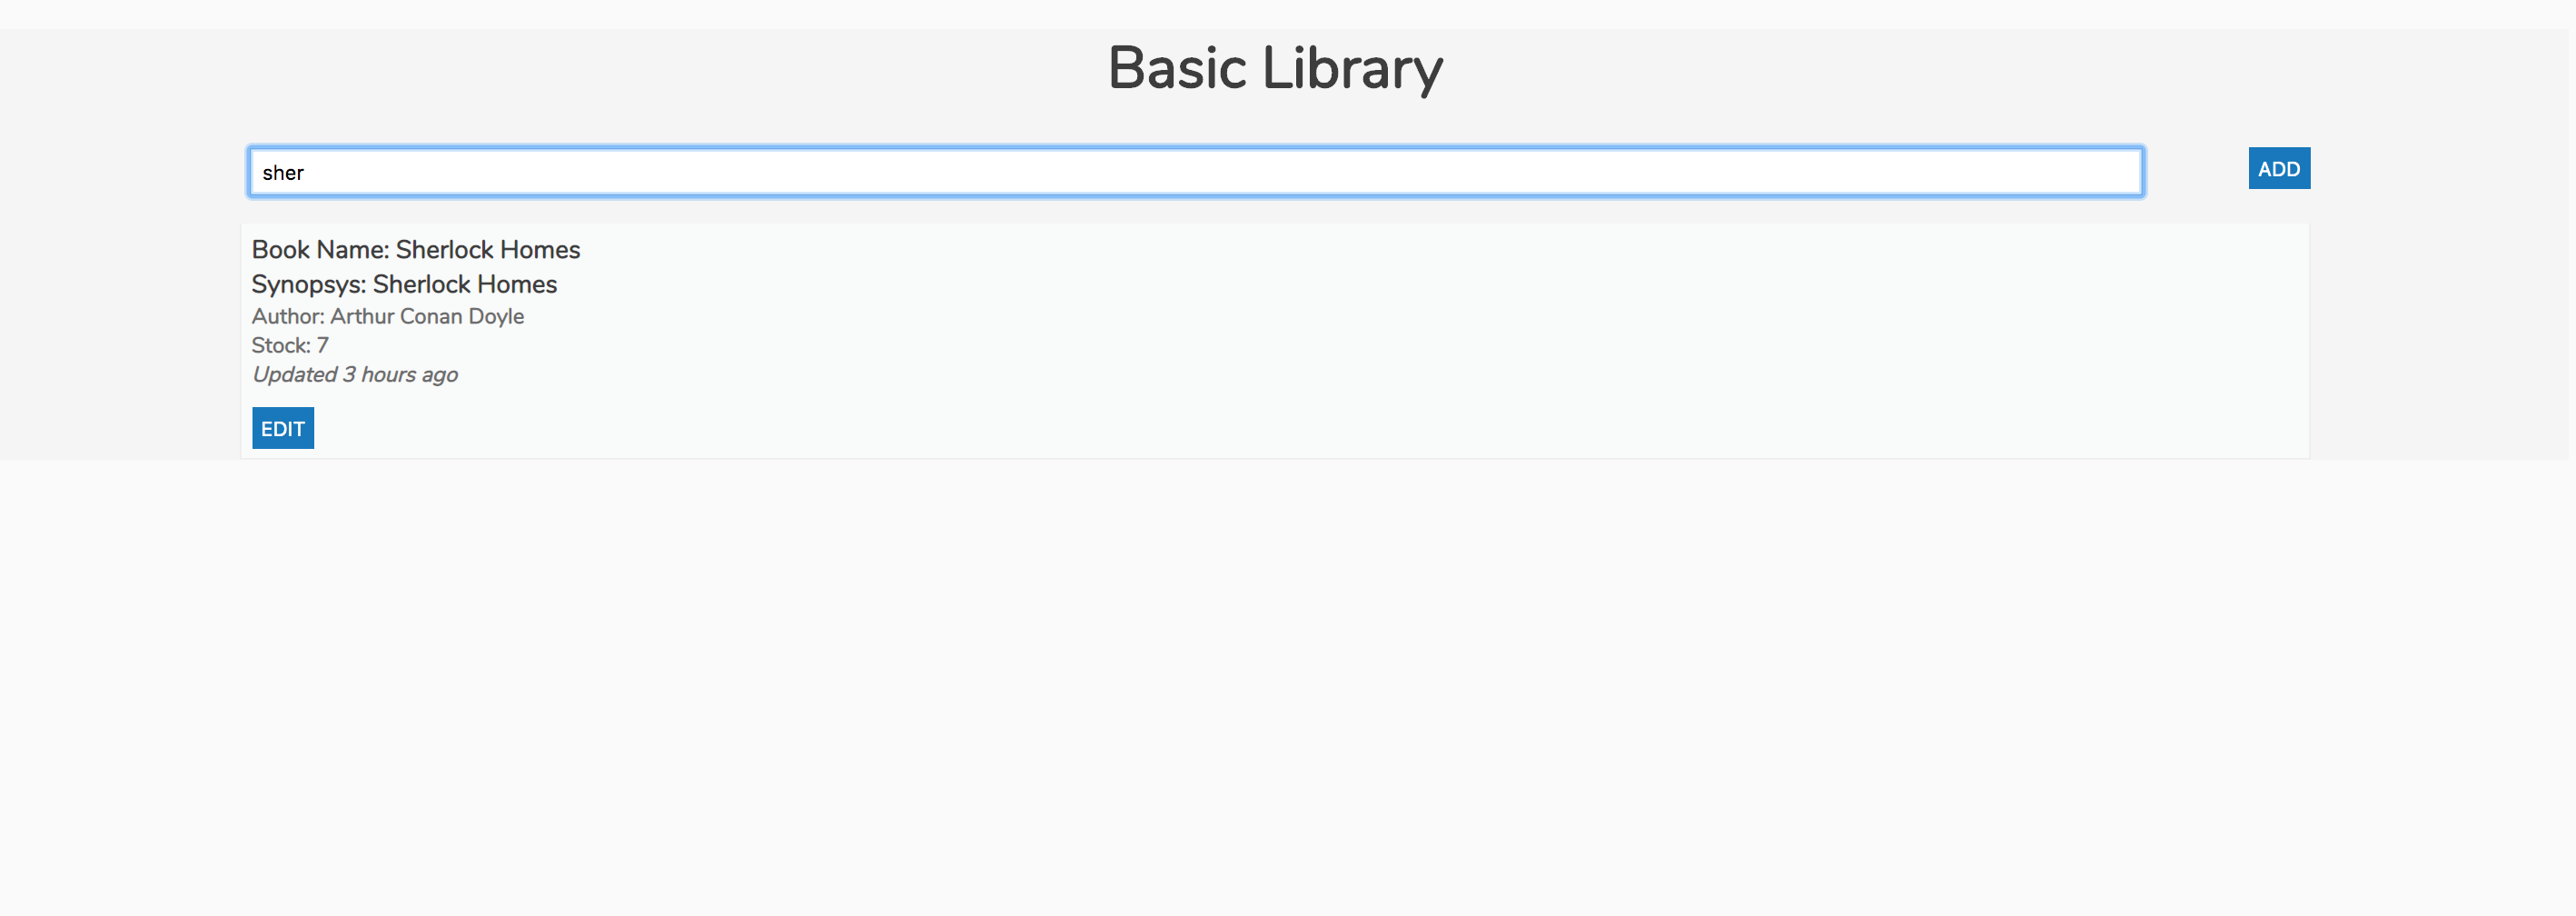 Basic Library
sher
ADD
Book Name: Sherlock Homes
Synopsys: Sherlock Homes
Author: Arthur Conan Doyle
Stock: 7
Updated 3 hours ago
EDIT